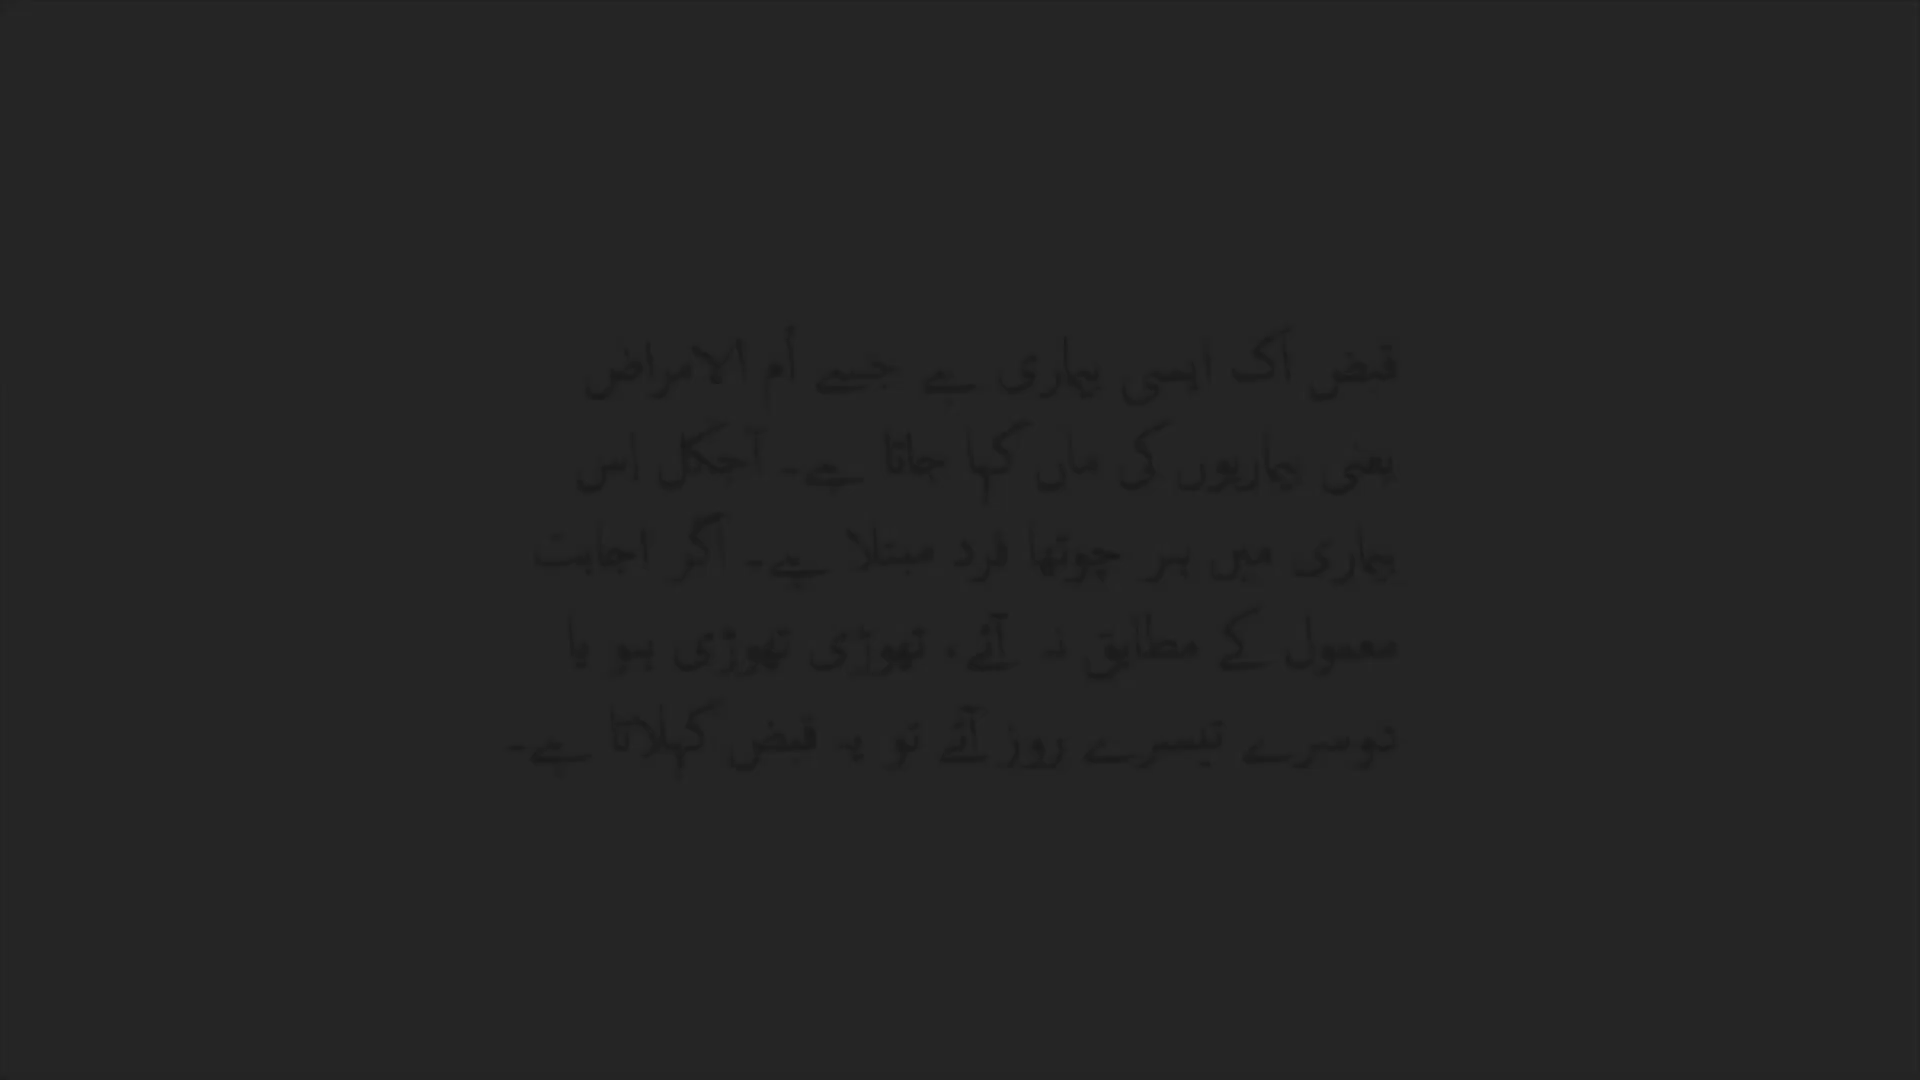 قبض اک ایسی بیماری ہے جسے اُم الامراض
یعنی بیماریوں کی ماں کہا جاتا ہے۔ آجکل اس
بیماری میں ہر چوتھا فرد مبتلا ہے۔ اگر اجابت
معمول کے مطابق نہ آئے، تھوڑی تھوڑی ہو یا
دوسرے تیسرے روز آئے تو یہ قبض کہلاتا ہے۔